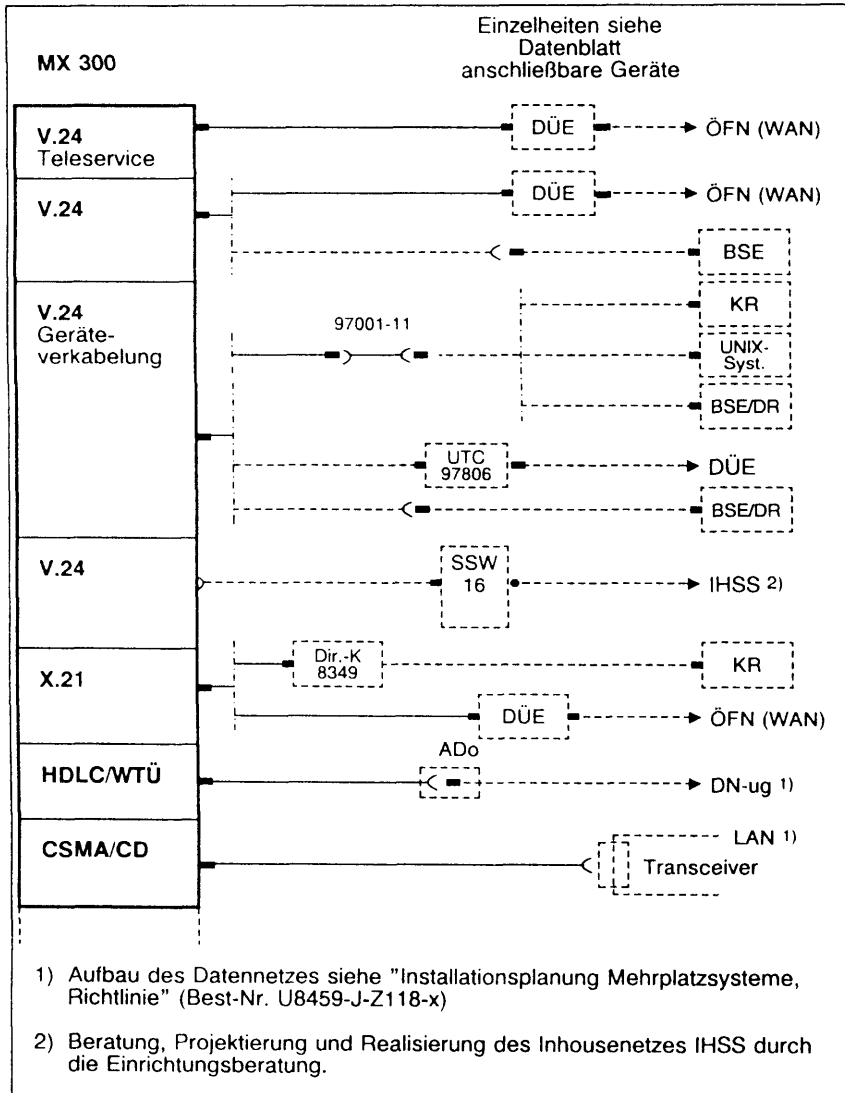 Einzelheiten siehe
Datenblatt
anschließbare Geräte
MX 300
V.24
Teleservice
DÜE
ÖFN (WAN)
V.24
DÜE
ÖFN (WAN)
BSE
V.24
Geräte-
verkabelung
97001-11
KR
UNIX-
Syst.
BSE/DR
UTC
97806
DÜE
BSE/DR
V.24
SSW
16
IHSS 2)
X.21
Dir.-K
8349
KR
DÜE
ÖFN (WAN)
HDLC/WTÜ
ADo
DN-ug 1)
CSMA/CD
LAN 1)
Transceiver
1) Aufbau des Datennetzes siehe "Installationsplanung Mehrplatzsysteme,
Richtlinie" (Best-Nr. U8459-J-Z118-x)
2) Beratung, Projektierung und Realisierung des Inhousenetzes IHSS durch
die Einrichtungsberatung.